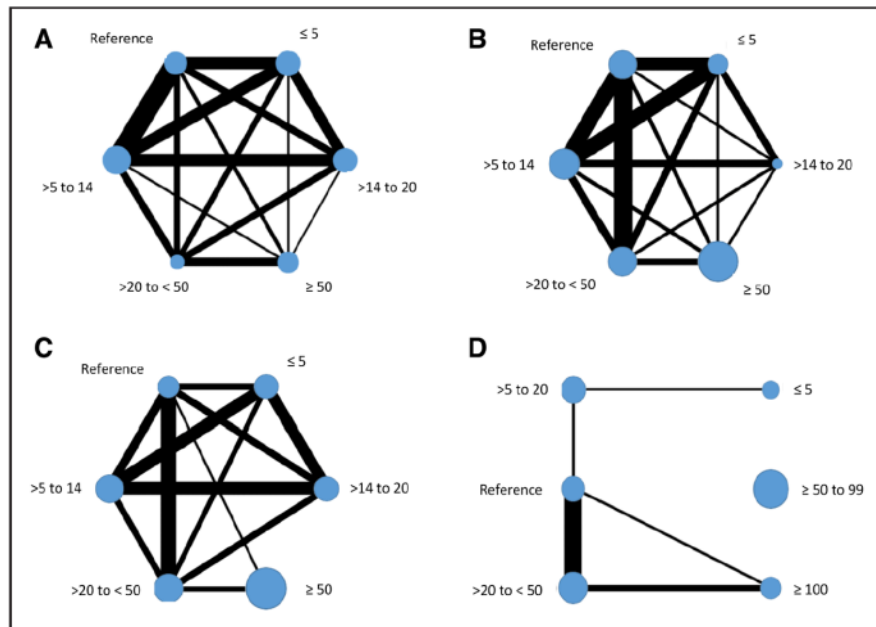 A
Reference
≤ 5
>5 to 14
>14 to 20
>20 to < 50
≥ 50
B
Reference
≤ 5
>5 to 14
>14 to 20
>20 to < 50
≥ 50
C
Reference
≤ 5
>5 to 14
>14 to 20
>20 to < 50
≥ 50
D
>5 to 20
≤ 5
Reference
≥ 50 to 99
>20 to < 50
≥ 100